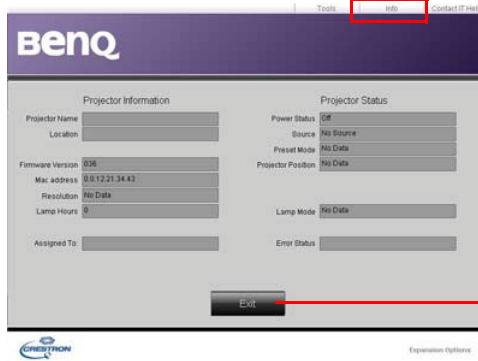 Tools Info Contact IT Hel
BenQ
Projector Information
Projector Name
Location
Firmware Version 036
Mac address 0.0.12.21.34.43
Resolution No Data
Lamp Hours 0
Assigned To:
Projector Status
Power Status Off
Source No Source
Preset Mode No Data
Projector Position No Data
Lamp Mode No Data
Error Status
Exit
CRESTRON
Expansion Options